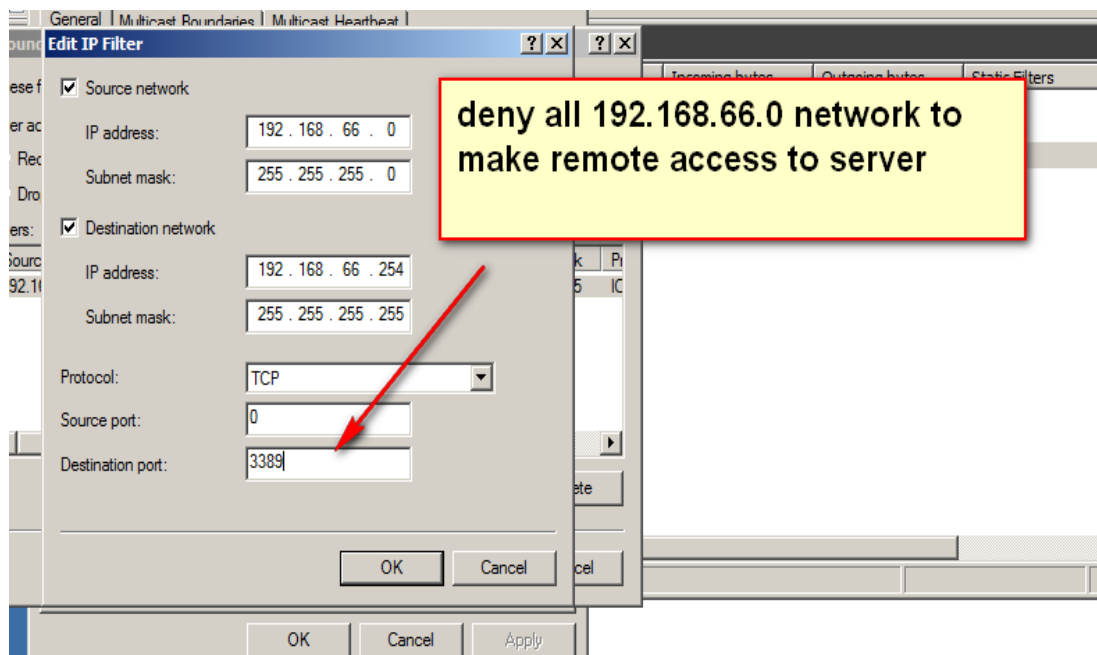 General Multicast Boundaries Multicast Heartbeat
Edit IP Filter
Incoming bytes Outgoing bytes Static Filters
deny all 192.168.66.0 network to
make remote access to server
Source network
IP address: 192 . 168 . 66 . 0
Subnet mask: 255 . 255 . 255 . 0
Destination network
IP address: 192 . 168 . 66 . 254
Subnet mask: 255 . 255 . 255 . 255
Protocol: TCP
Source port: 0
Destination port: 3389
OK Cancel
OK Cancel Apply